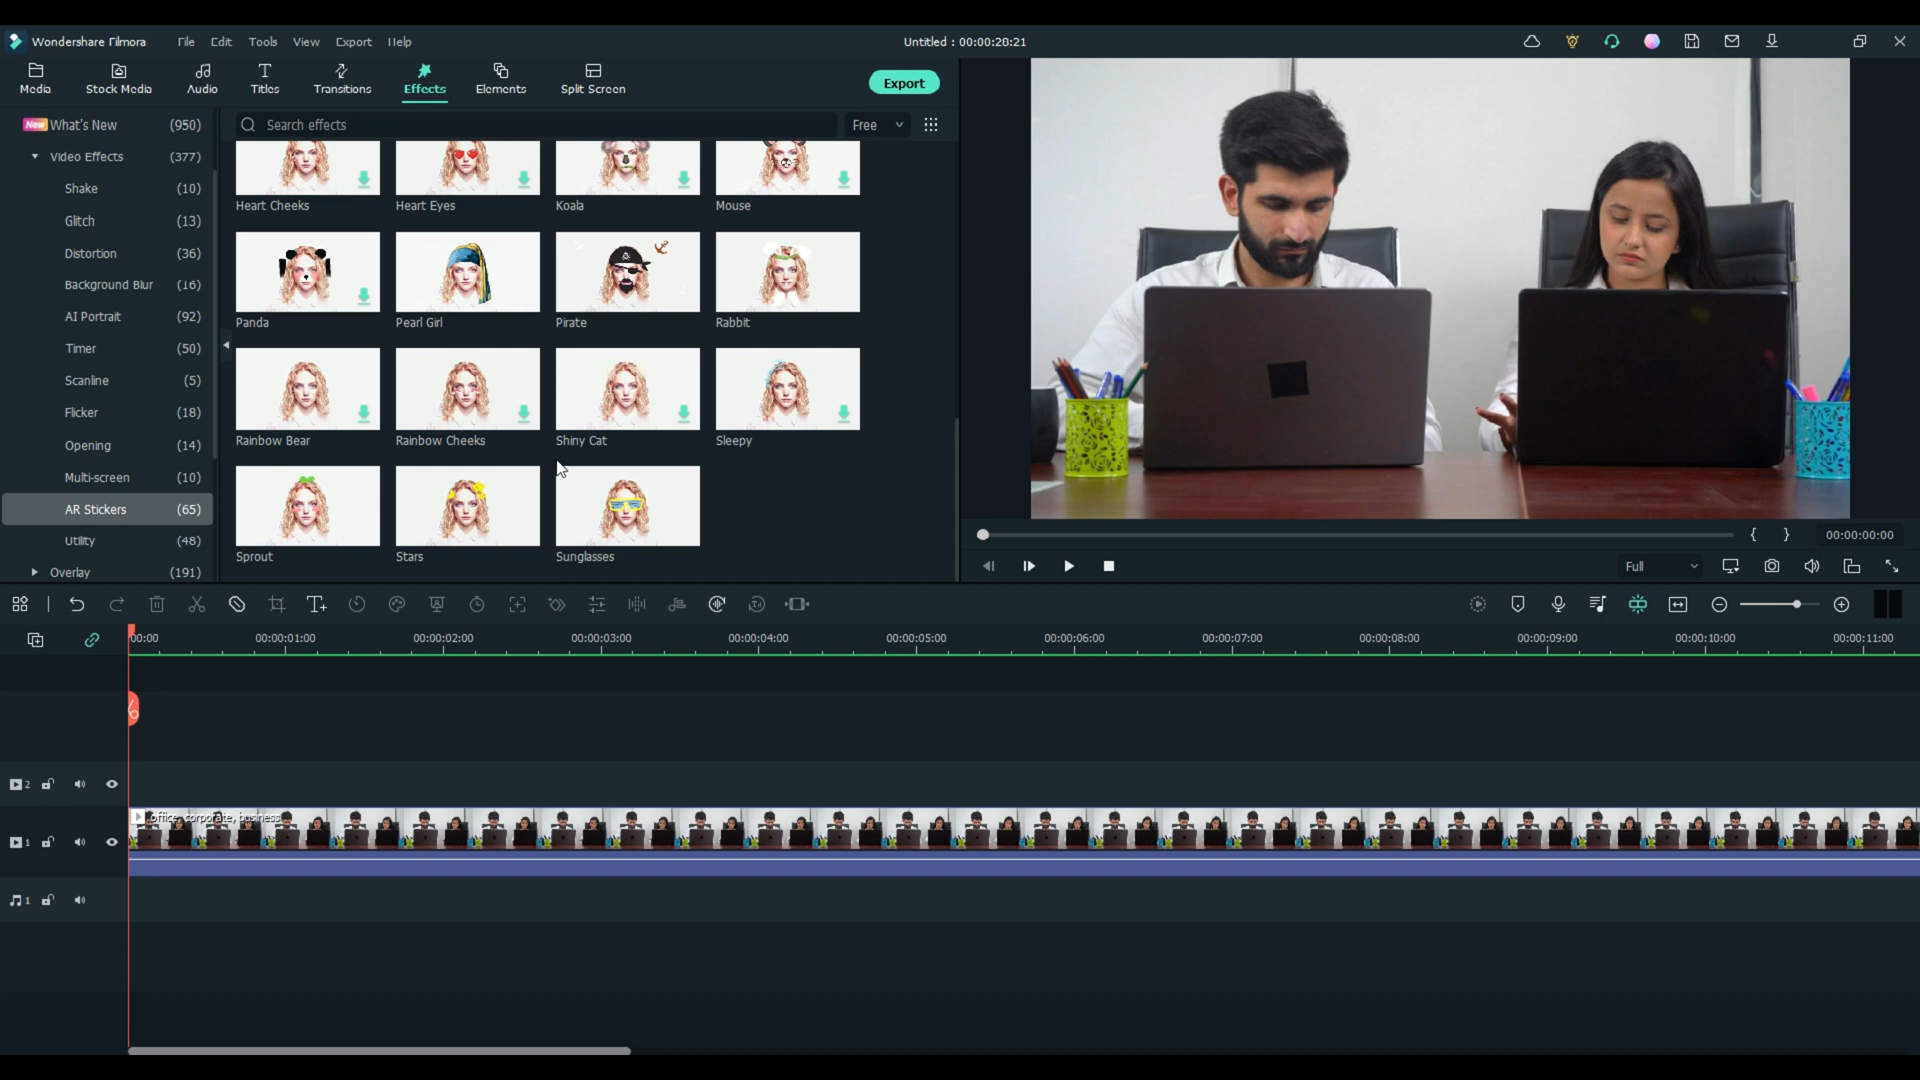 Wondershare Filmora File Edit Tools View Export Help Untitled : 00:00:20:21
Media Stock Media Audio Titles Transitions Effects Elements Split Screen Export
New What's New (950)
Search effects Free
Video Effects (377)
Shake (10)
Glitch (13)
Distortion (36)
Background Blur (16)
AI Portrait (92)
Timer (50)
Scanline (5)
Flicker (18)
Opening (14)
Multi-screen (10)
AR Stickers (65)
Utility (48)
Overlay (191)
Heart Cheeks Heart Eyes Koala Mouse
Panda Pearl Girl Pirate Rabbit
Rainbow Bear Rainbow Cheeks Shiny Cat Sleepy
Sprout Stars Sunglasses
{ } 00:00:00:00
Full
00:00 00:00:01:00 00:00:02:00 00:00:03:00 00:00:04:00 00:00:05:00 00:00:06:00 00:00:07:00 00:00:08:00 00:00:09:00 00:00:10:00 00:00:11:00
2
office, corporate, business
1
1